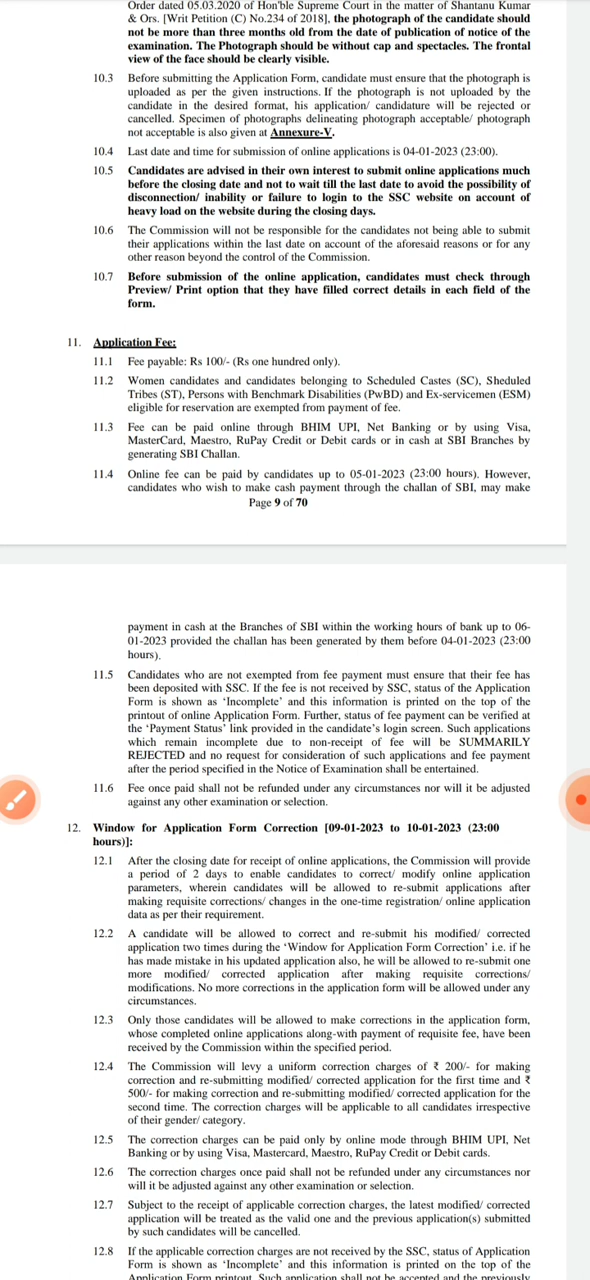 Order dated 05.03.2020 of Hon'ble Supreme Court in the matter of Shantanu Kumar
& Ors. [Writ Petition (C) No.234 of 2018], the photograph of the candidate should
not be more than three months old from the date of publication of notice of the
examination. The Photograph should be without cap and spectacles. The frontal
view of the face should be clearly visible.
10.3 Before submitting the Application Form, candidate must ensure that the photograph is
uploaded as per the given instructions. If the photograph is not uploaded by the
candidate in the desired format, his application/ candidature will be rejected or
cancelled. Specimen of photographs delineating photograph acceptable/ photograph
not acceptable is also given at Annexure-V.
10.4 Last date and time for submission of online applications is 04-01-2023 (23:00).
10.5 Candidates are advised in their own interest to submit online applications much
before the closing date and not to wait till the last date to avoid the possibility of
disconnection/ inability or failure to login to the SSC website on account of
heavy load on the website during the closing days.
10.6 The Commission will not be responsible for the candidates not being able to submit
their applications within the last date on account of the aforesaid reasons or for any
other reason beyond the control of the Commission.
10.7 Before submission of the online application, candidates must check through
Preview/ Print option that they have filled correct details in each field of the
form.
11. Application Fee:
11.1 Fee payable: Rs 100/- (Rs one hundred only).
11.2 Women candidates and candidates belonging to Scheduled Castes (SC), Sheduled
Tribes (ST), Persons with Benchmark Disabilities (PwBD) and Ex-servicemen (ESM)
eligible for reservation are exempted from payment of fee.
11.3 Fee can be paid online through BHIM UPI, Net Banking or by using Visa,
MasterCard, Maestro, RuPay Credit or Debit cards or in cash at SBI Branches by
generating SBI Challan.
11.4 Online fee can be paid by candidates up to 05-01-2023 (23:00 hours). However,
candidates who wish to make cash payment through the challan of SBI, may make
Page 9 of 70
payment in cash at the Branches of SBI within the working hours of bank up to 06-
01-2023 provided the challan has been generated by them before 04-01-2023 (23:00
hours).
11.5 Candidates who are not exempted from fee payment must ensure that their fee has
been deposited with SSC. If the fee is not received by SSC, status of the Application
Form is shown as 'Incomplete' and this information is printed on the top of the
printout of online Application Form. Further, status of fee payment can be verified at
the 'Payment Status' link provided in the candidate's login screen. Such applications
which remain incomplete due to non-receipt of fee will be SUMMARILY
REJECTED and no request for consideration of such applications and fee payment
after the period specified in the Notice of Examination shall be entertained.
11.6 Fee once paid shall not be refunded under any circumstances nor will it be adjusted
against any other examination or selection.
12. Window for Application Form Correction [09-01-2023 to 10-01-2023 (23:00
hours)]:
12.1 After the closing date for receipt of online applications, the Commission will provide
a period of 2 days to enable candidates to correct/ modify online application
parameters, wherein candidates will be allowed to re-submit applications after
making requisite corrections/ changes in the one-time registration/ online application
data as per their requirement.
12.2 A candidate will be allowed to correct and re-submit his modified/ corrected
application two times during the 'Window for Application Form Correction' i.e. if he
has made mistake in his updated application also, he will be allowed to re-submit one
more modified/ corrected application after making requisite corrections/
modifications. No more corrections in the application form will be allowed under any
circumstances.
12.3 Only those candidates will be allowed to make corrections in the application form,
whose completed online applications along-with payment of requisite fee, have been
received by the Commission within the specified period.
12.4 The Commission will levy a uniform correction charges of ₹ 200/- for making
correction and re-submitting modified/ corrected application for the first time and ₹
500/- for making correction and re-submitting modified/ corrected application for the
second time. The correction charges will be applicable to all candidates irrespective
of their gender/ category.
12.5 The correction charges can be paid only by online mode through BHIM UPI, Net
Banking or by using Visa, Mastercard, Maestro, RuPay Credit or Debit cards.
12.6 The correction charges once paid shall not be refunded under any circumstances nor
will it be adjusted against any other examination or selection.
12.7 Subject to the receipt of applicable correction charges, the latest modified/ corrected
application will be treated as the valid one and the previous application(s) submitted
by such candidates will be cancelled.
12.8 If the applicable correction charges are not received by the SSC, status of Application
Form is shown as 'Incomplete' and this information is printed on the top of the
Application Form printout. Such application shall not be accepted and the previously